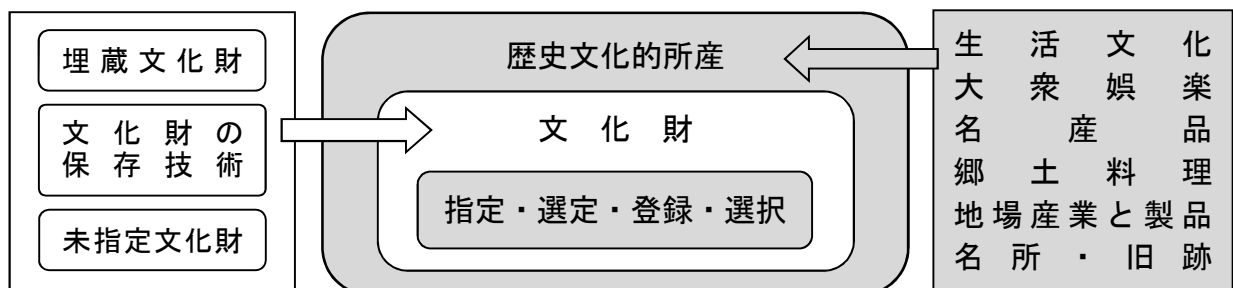 埋蔵文化財
文化財の
保存技術
未指定文化財
歴史文化的所産
文化財
指定・選定・登録・選択
生活文化
大衆娯楽
名産品
郷土料理
地場産業と製品
名所・旧跡